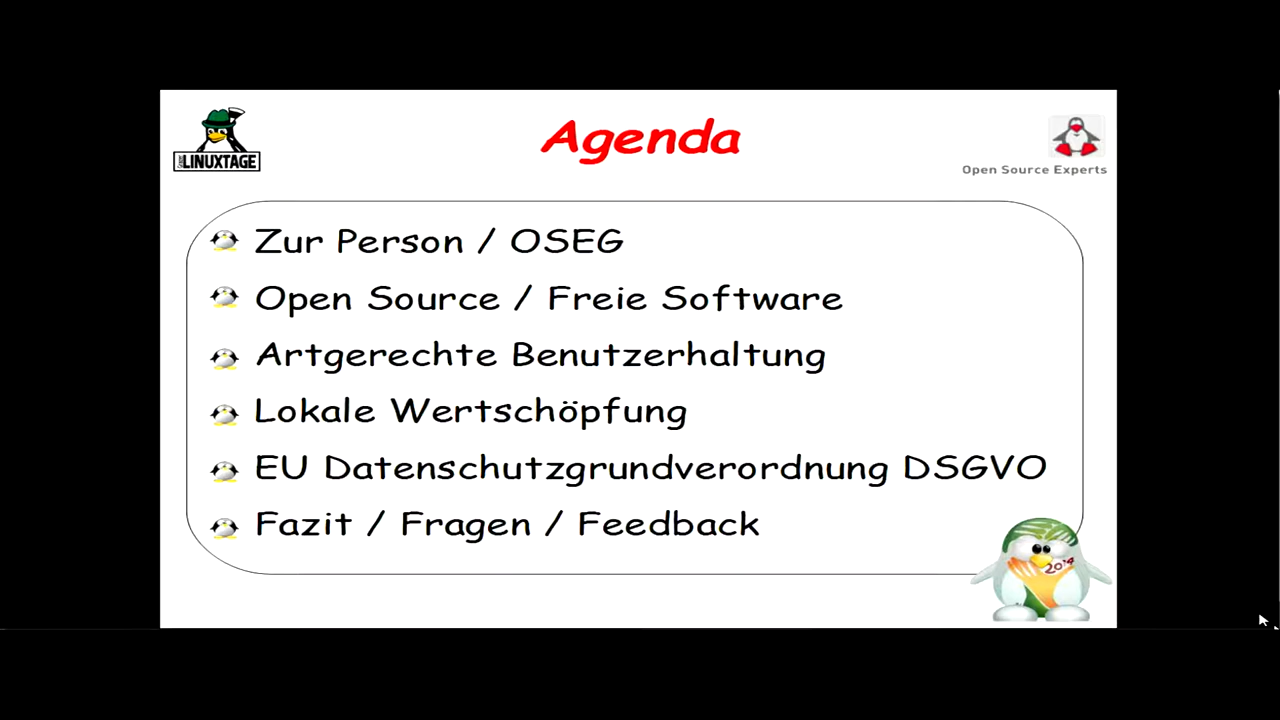 Agenda
LINUXTAGE
Open Source Experts
Zur Person / OSEG
Open Source / Freie Software
Artgerechte Benutzerhaltung
Lokale Wertschöpfung
EU Datenschutzgrundverordnung DSGVO
Fazit / Fragen / Feedback
2014